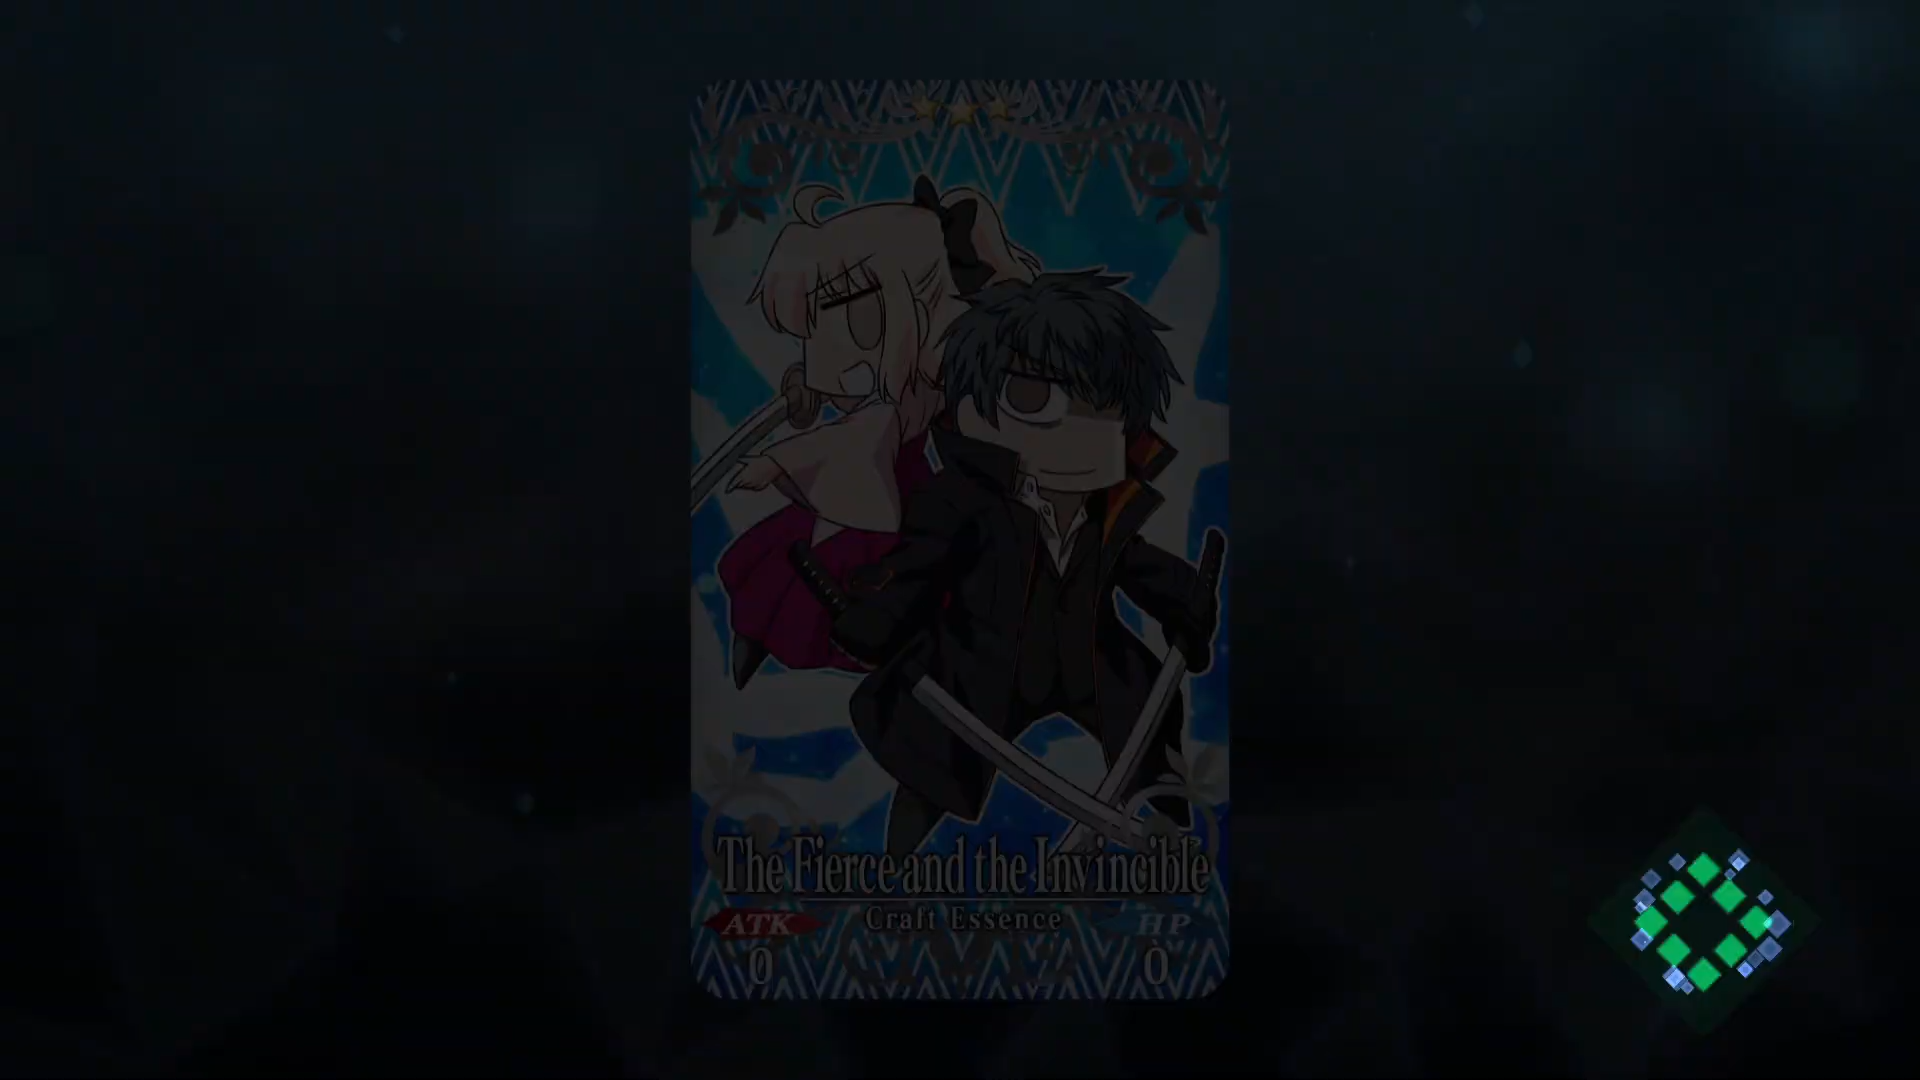 The Fierce and the Invincible
Craft Essence
ATK
HP
0
0